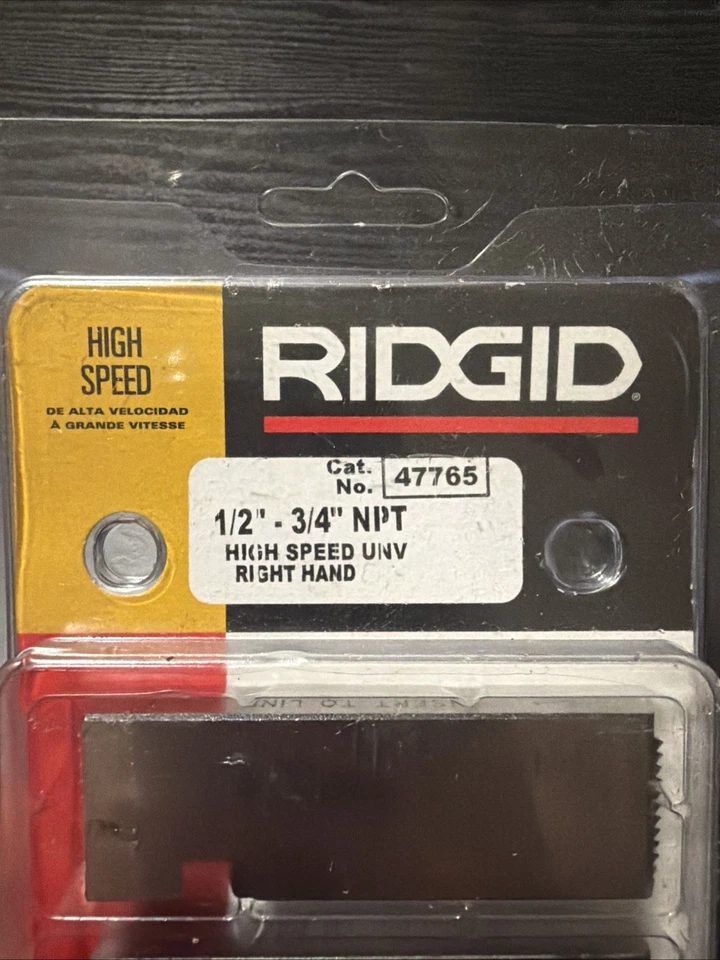 HIGH
SPEED
DE ALTA VELOCIDAD
À GRANDE VITESSE
RIDGID®
Cat.
No. 47765
1/2" - 3/4" NPT
HIGH SPEED UNV
RIGHT HAND